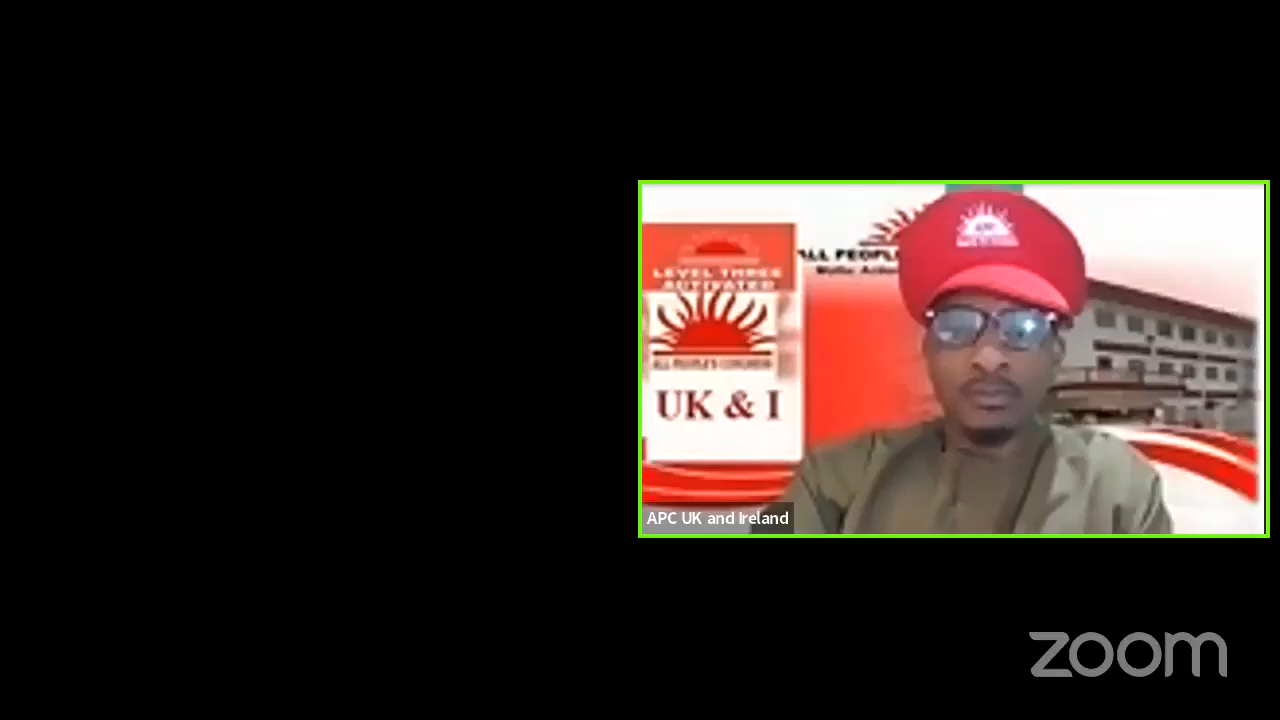 LEVEL THREE
ACTIVATED
ALL PEOPLE'S CONGRESS
UK & I
ALL PEOPL
APC UK and Ireland
zoom